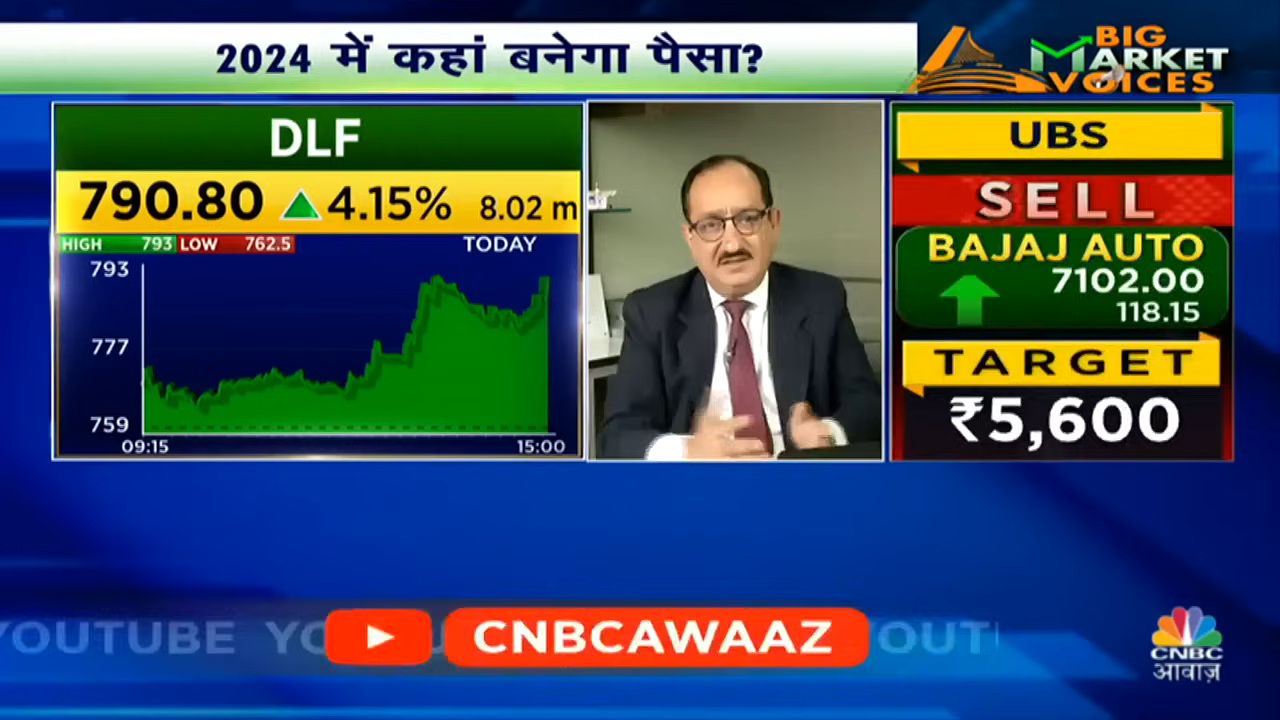 2024 में कहां बनेगा पैसा?
BIG
MARKET
VOICES
DLF
790.80 4.15% 8.02 m
HIGH 793 LOW 762.5 TODAY
793
777
759
09:15 15:00
UBS
SELL
BAJAJ AUTO
7102.00
118.15
TARGET
₹5,600
YOUTUBE YO CNBCAWAAZ YOUT
CNBC
आवाज़